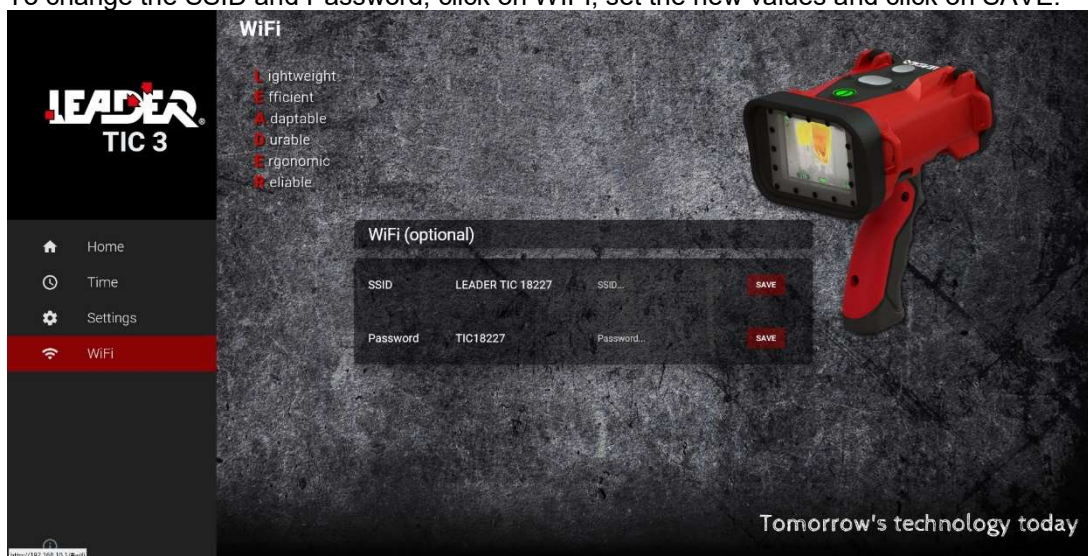 To change the SSID and Password, click on WIFI, set the new values and click on SAVE.
WiFi
Lightweight
Efficient
Adaptable
Durable
Ergonomic
Reliable
LEADER®
TIC 3
Home
Time
Settings
WiFi
WiFi (optional)
SSID LEADER TIC 18227 SSID... SAVE
Password TIC18227 Password... SAVE
LEADER
Tomorrow's technology today